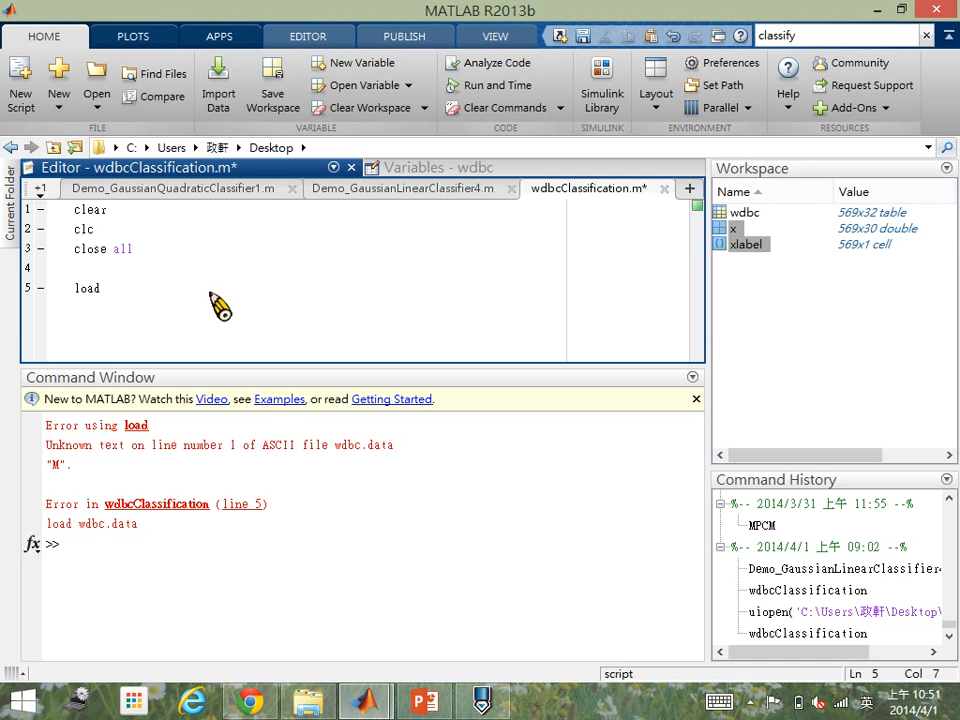 MATLAB R2013b
HOME PLOTS APPS EDITOR PUBLISH VIEW classify
New Script
New
Open
Find Files
Compare
Import Data
Save Workspace
New Variable
Open Variable
Clear Workspace
Analyze Code
Run and Time
Clear Commands
Simulink Library
Layout
Preferences
Set Path
Parallel
Help
Community
Request Support
Add-Ons
FILE VARIABLE CODE SIMULINK ENVIRONMENT RESOURCES
C: Users 政軒 Desktop
Current Folder
Editor - wdbcClassification.m*
Variables - wdbc
+1 Demo_GaussianQuadraticClassifier1.m Demo_GaussianLinearClassifier4.m wdbcClassification.m*
1 – clear
2 – clc
3 – close all
4
5 – load
Command Window
New to MATLAB? Watch this Video, see Examples, or read Getting Started.
Error using load
Unknown text on line number 1 of ASCII file wdbc.data
"M".
Error in wdbcClassification (line 5)
load wdbc.data
fx >>
Workspace
Name Value
wdbc 569x32 table
x 569x30 double
xlabel 569x1 cell
Command History
%-- 2014/3/31 上午 11:55 --%
MPCM
%-- 2014/4/1 上午 09:02 --%
Demo_GaussianLinearClassifier4
wdbcClassification
uiopen('C:\Users\政軒\Desktop\
wdbcClassification
script Ln 5 Col 7
英
上午 10:51
2014/4/1